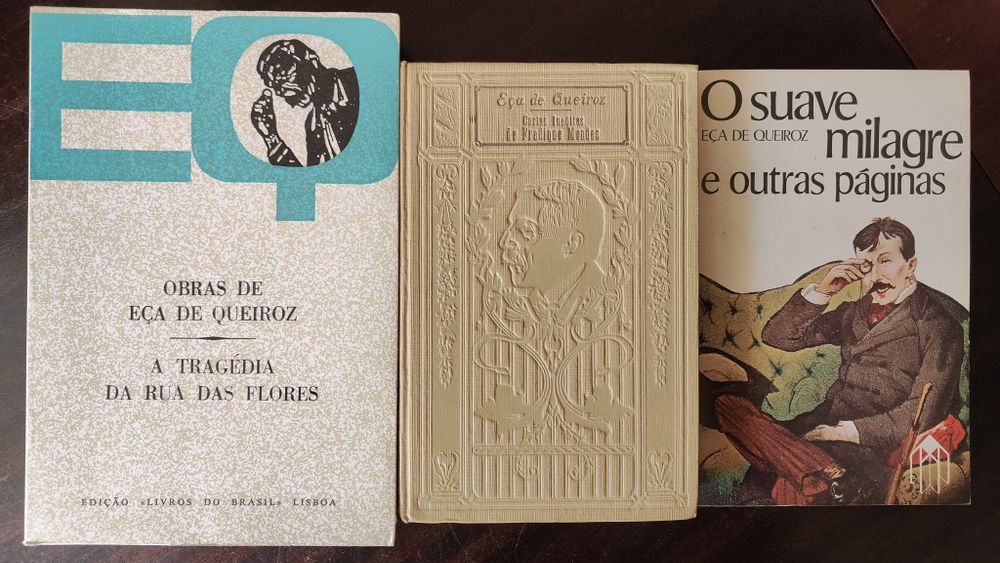 EQ
OBRAS DE
EÇA DE QUEIROZ
A TRAGÉDIA
DA RUA DAS FLORES
EDIÇÃO «LIVROS DO BRASIL» LISBOA
Eça de Queiroz
Cartas Inéditas
de Fradique Mendes
O suave
EÇA DE QUEIROZ milagre
e outras páginas